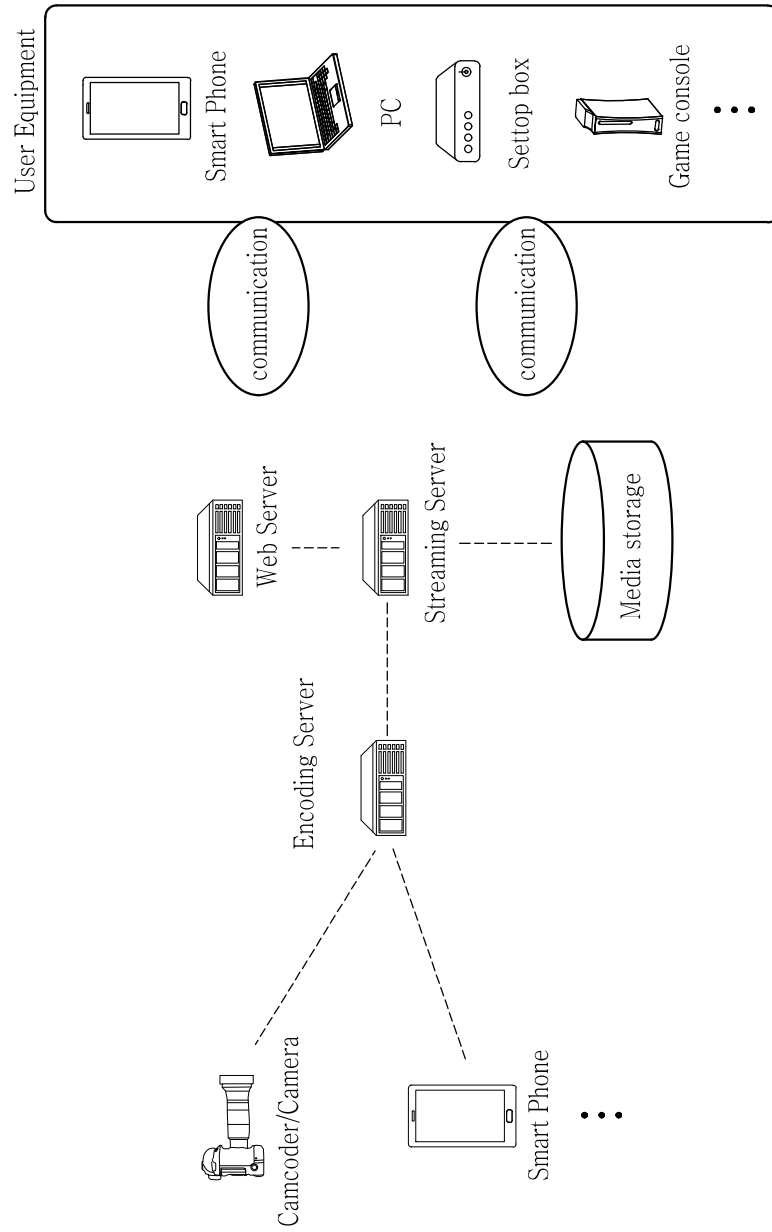 Camcoder/Camera
Smart Phone
Encoding Server
Web Server
Streaming Server
Media storage
communication
communication
User Equipment
Smart Phone
PC
Settop box
Game console